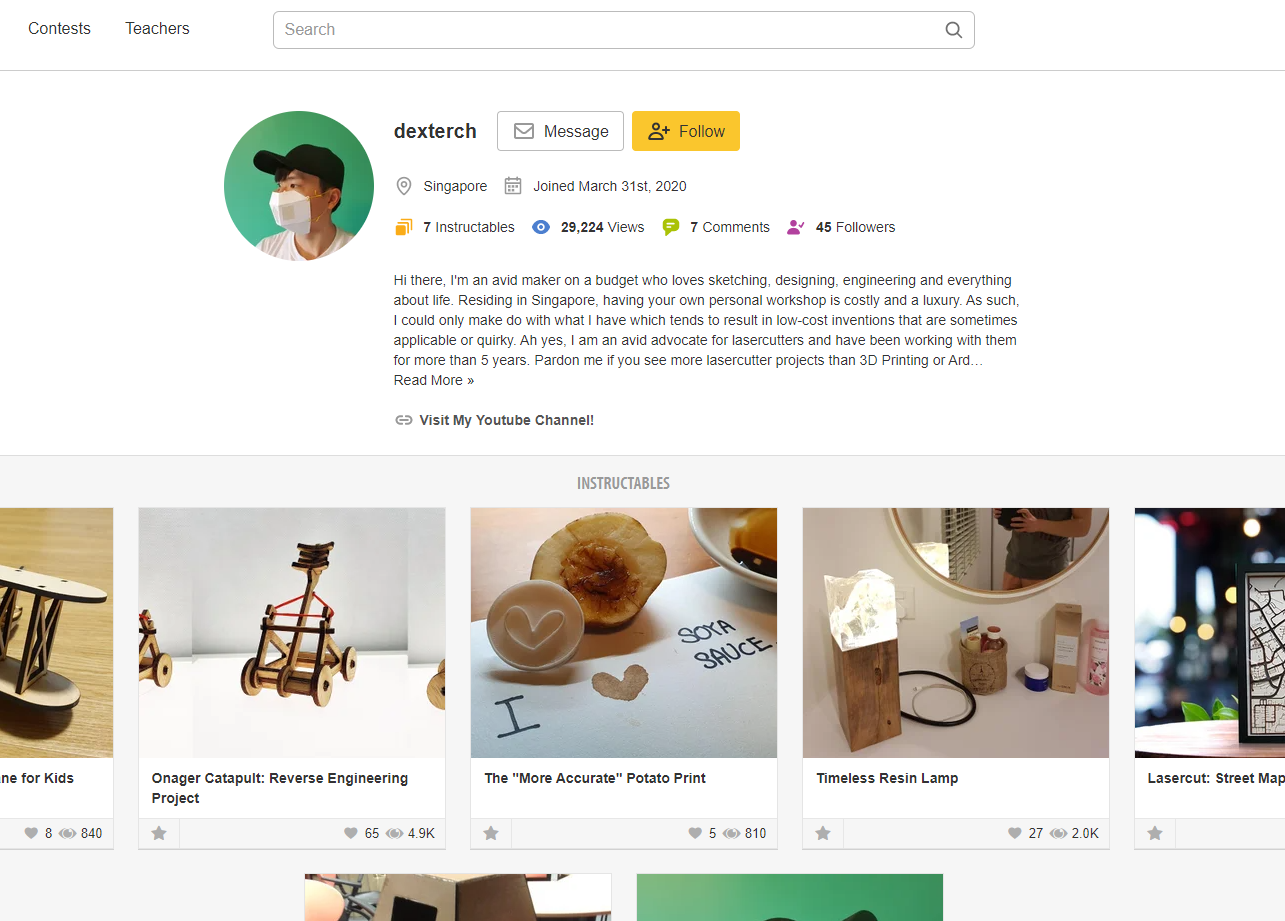 Contests Teachers Search
dexterch Message Follow
Singapore Joined March 31st, 2020
7 Instructables 29,224 Views 7 Comments 45 Followers
Hi there, I'm an avid maker on a budget who loves sketching, designing, engineering and everything
about life. Residing in Singapore, having your own personal workshop is costly and a luxury. As such,
I could only make do with what I have which tends to result in low-cost inventions that are sometimes
applicable or quirky. Ah yes, I am an avid advocate for lasercutters and have been working with them
for more than 5 years. Pardon me if you see more lasercutter projects than 3D Printing or Ard…
Read More »
Visit My Youtube Channel!
INSTRUCTABLES
SOYA
SAUCE
I
ne for Kids
Onager Catapult: Reverse Engineering
Project
The "More Accurate" Potato Print
Timeless Resin Lamp
Lasercut: Street Map
8 840
65 4.9K
5 810
27 2.0K